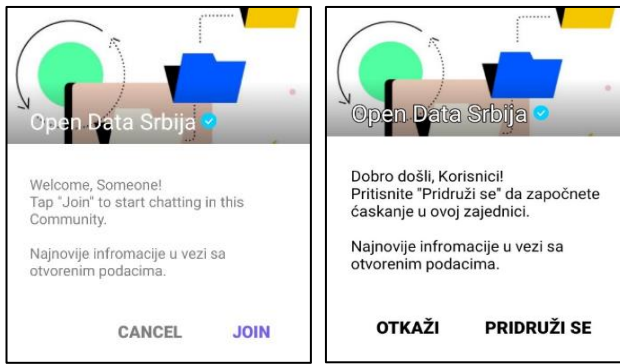 Open Data Srbija
Welcome, Someone!
Tap "Join" to start chatting in this
Community.
Najnovije infromacije u vezi sa
otvorenim podacima.
CANCEL JOIN
Open Data Srbija
Dobro došli, Korisnici!
Pritisnite "Pridruži se" da započnete
ćaskanje u ovoj zajednici.
Najnovije infromacije u vezi sa
otvorenim podacima.
OTKAŽI PRIDRUŽI SE